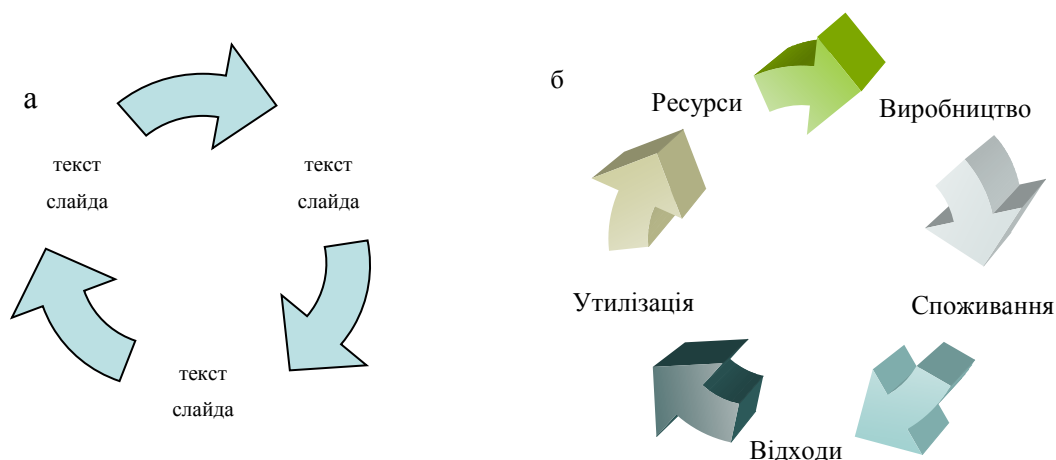 а
текст
слайда
текст
слайда
текст
слайда
б
Ресурси
Виробництво
Утилізація
Споживання
Відходи